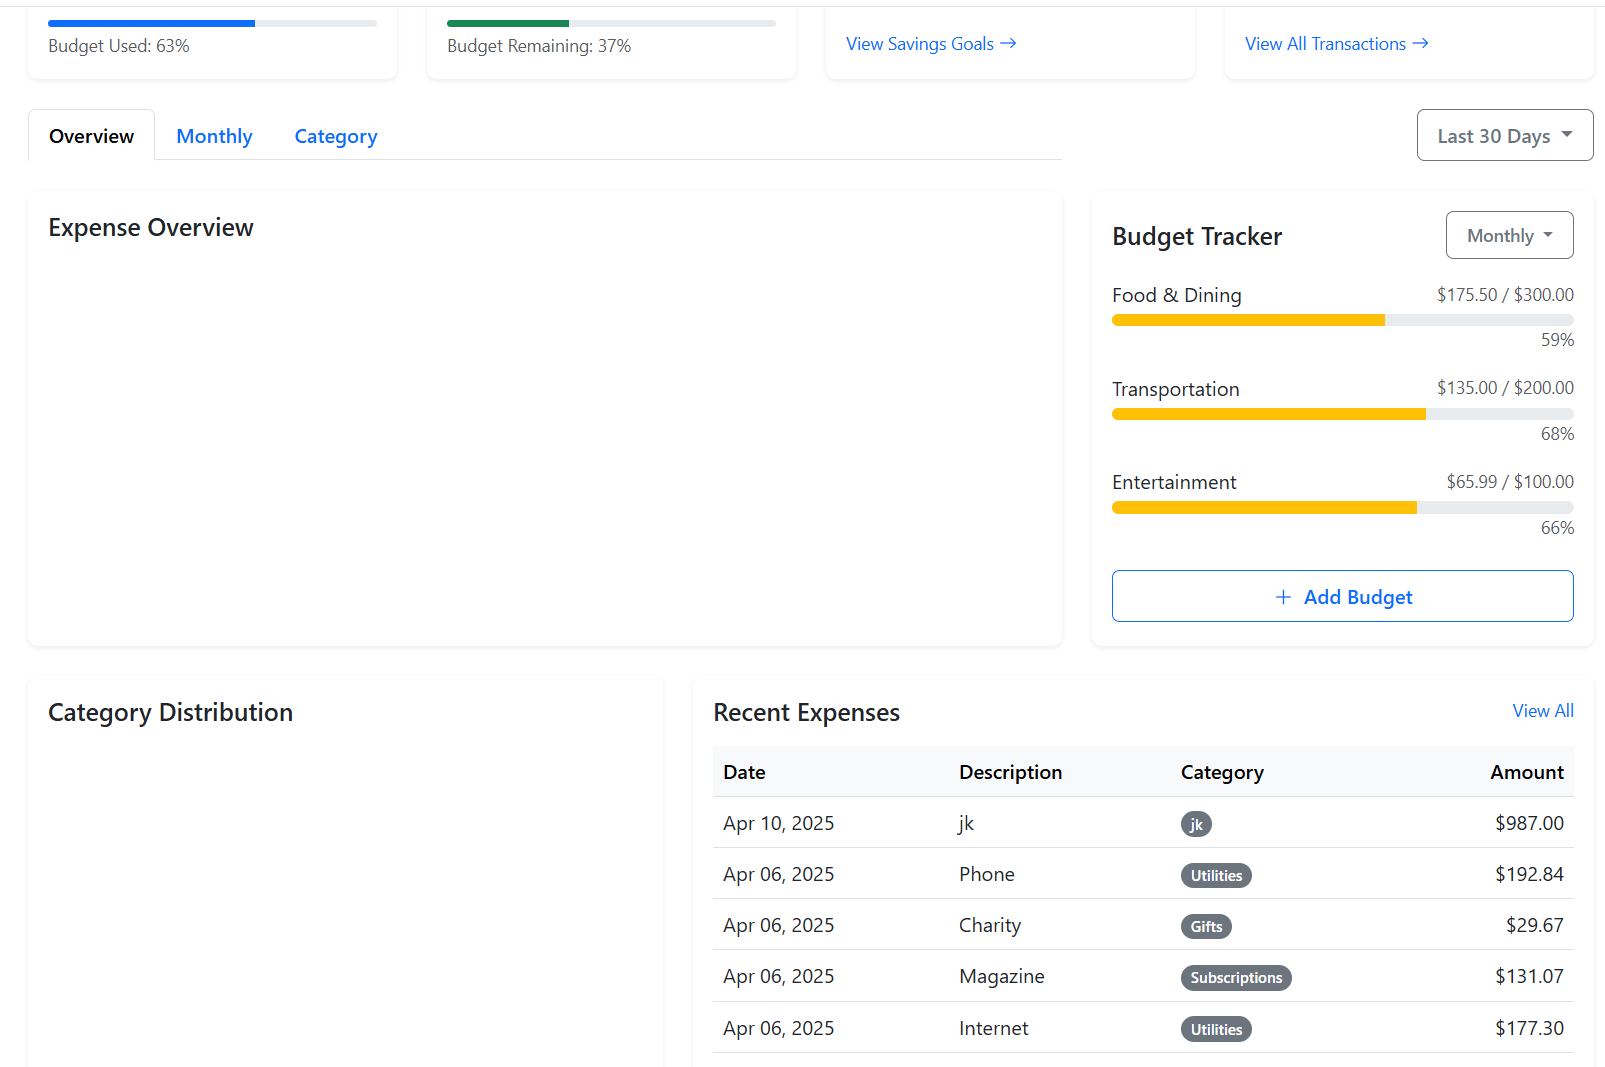 Budget Used: 63%
Budget Remaining: 37%
View Savings Goals →
View All Transactions →
Overview
Monthly
Category
Last 30 Days
Expense Overview
Budget Tracker
Monthly
Food & Dining
$175.50 / $300.00
59%
Transportation
$135.00 / $200.00
68%
Entertainment
$65.99 / $100.00
66%
+ Add Budget
Category Distribution
Recent Expenses
View All
Date Description Category Amount
Apr 10, 2025 jk jk $987.00
Apr 06, 2025 Phone Utilities $192.84
Apr 06, 2025 Charity Gifts $29.67
Apr 06, 2025 Magazine Subscriptions $131.07
Apr 06, 2025 Internet Utilities $177.30